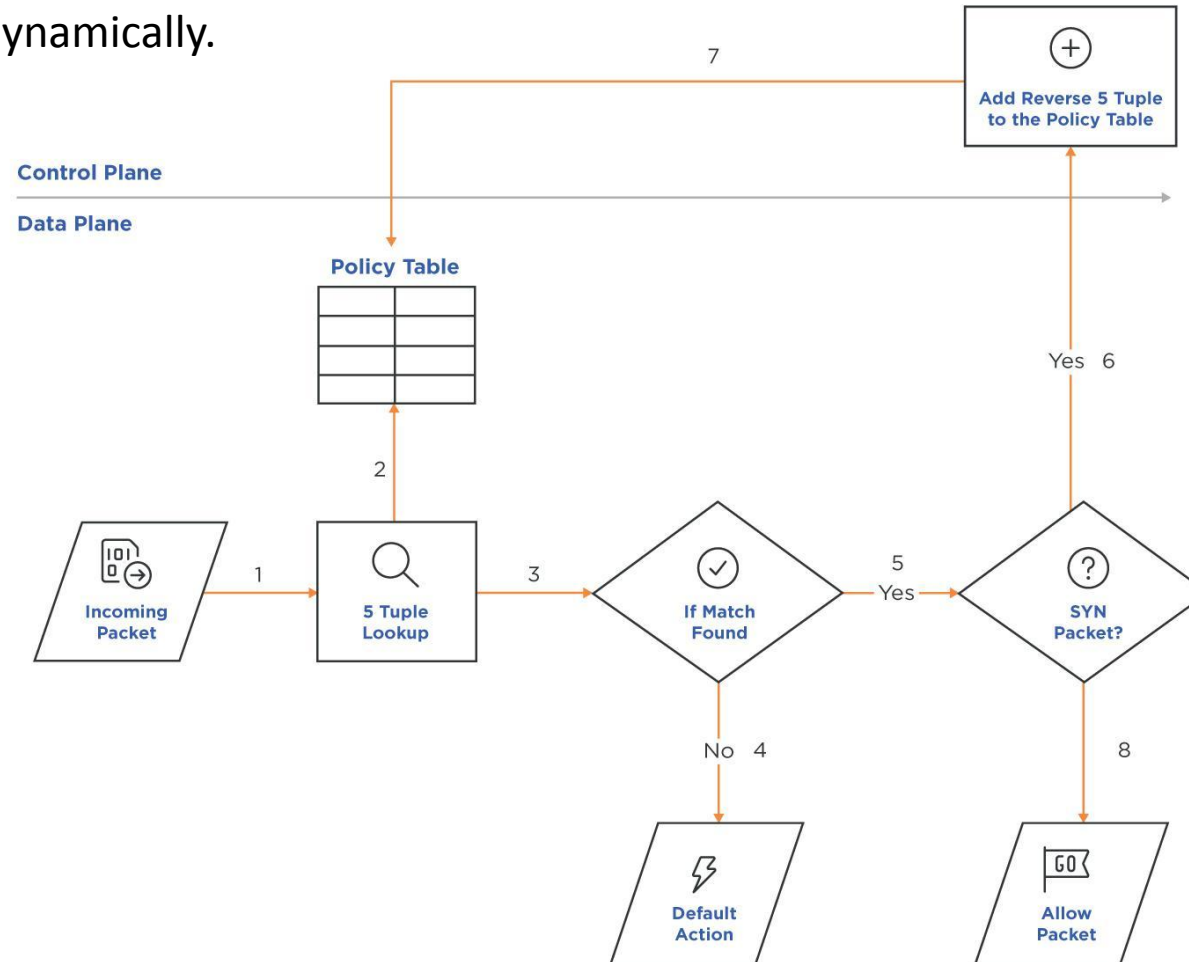 ynamically.
7
Add Reverse 5 Tuple
to the Policy Table
Control Plane
Data Plane
Policy Table
Yes 6
2
Incoming
Packet
1
5 Tuple
Lookup
3
If Match
Found
5
Yes
SYN
Packet?
No 4
8
Default
Action
GO
Allow
Packet
101
0